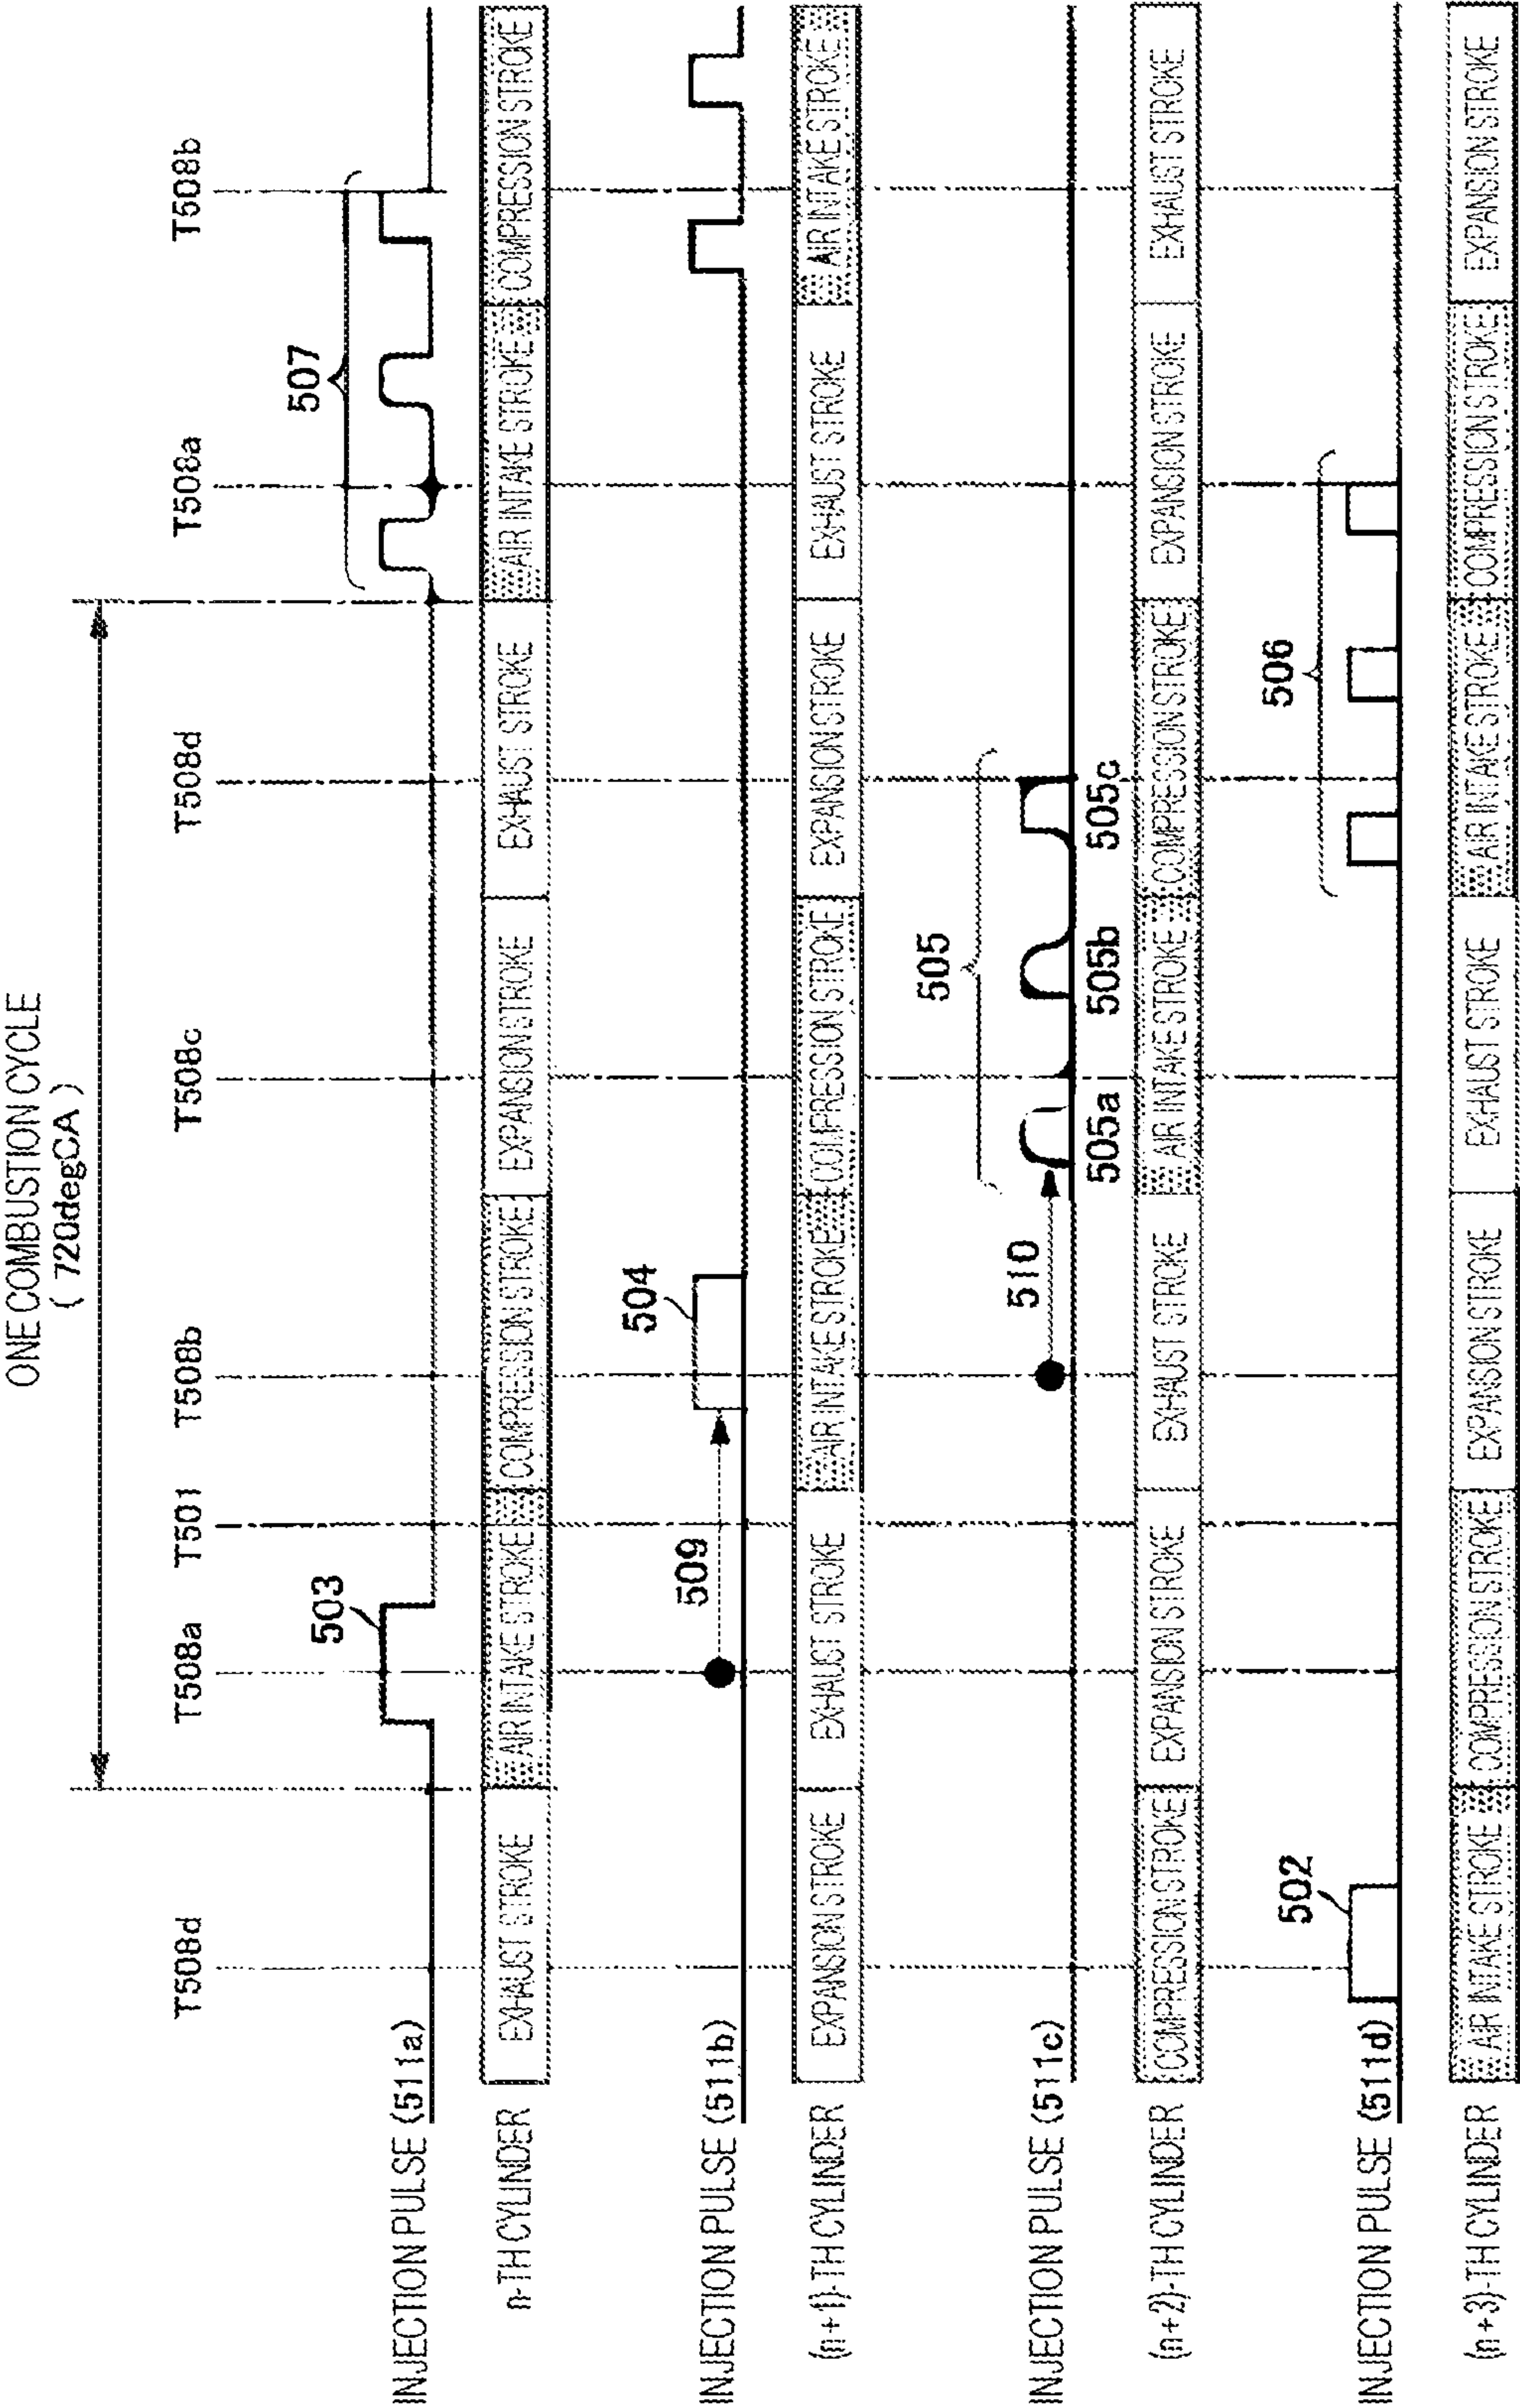 ONE COMBUSTION CYCLE
( 720degCA )
T508d
T508a
T501
T508b
T508c
T508d
T508a
T508b
503
507
INJECTION PULSE (511a)
EXHAUST STROKE
AIR INTAKE STROKE
COMPRESSION STROKE
EXPANSION STROKE
EXHAUST STROKE
AIR INTAKE STROKE
COMPRESSION STROKE
n-TH CYLINDER
509
504
INJECTION PULSE (511b)
EXPANSION STROKE
EXHAUST STROKE
AIR INTAKE STROKE
COMPRESSION STROKE
EXPANSION STROKE
EXHAUST STROKE
AIR INTAKE STROKE
(n+1)-TH CYLINDER
505
510
INJECTION PULSE (511c)
505a
505b
505c
COMPRESSION STROKE
EXPANSION STROKE
EXHAUST STROKE
AIR INTAKE STROKE
COMPRESSION STROKE
EXPANSION STROKE
EXHAUST STROKE
(n+2)-TH CYLINDER
502
506
INJECTION PULSE (511d)
AIR INTAKE STROKE
COMPRESSION STROKE
EXPANSION STROKE
EXHAUST STROKE
AIR INTAKE STROKE
COMPRESSION STROKE
EXPANSION STROKE
(n+3)-TH CYLINDER